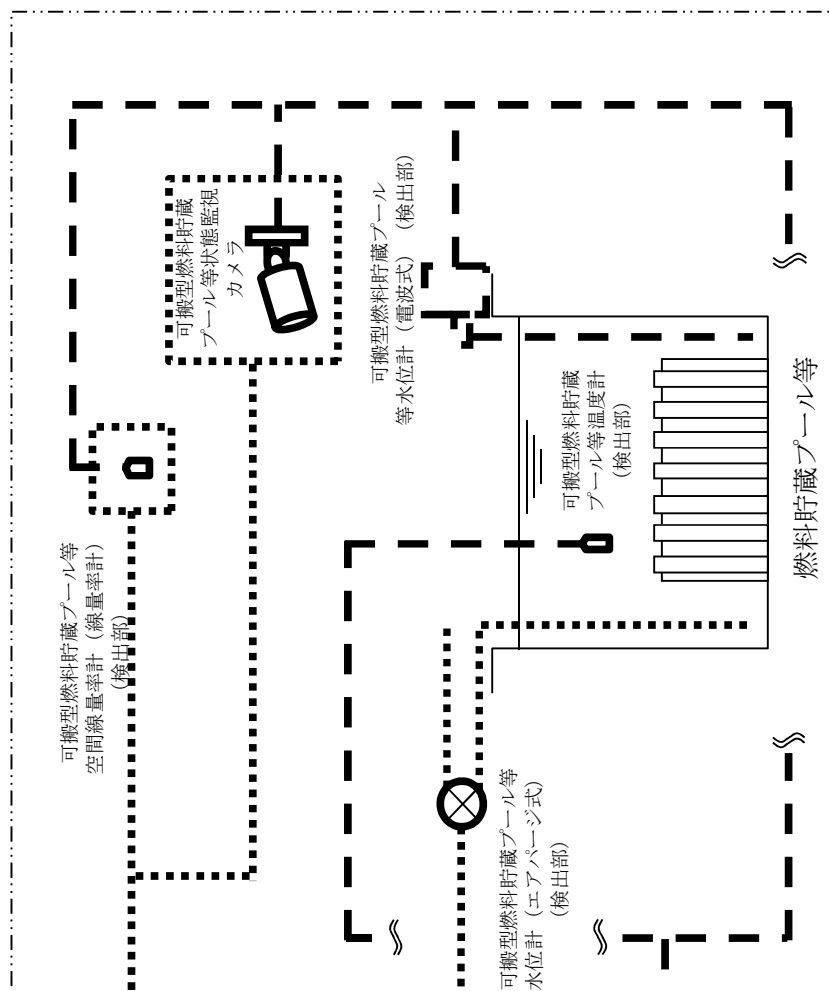 可搬型燃料貯蔵
プール等状態監視
カメラ
可搬型燃料貯蔵プール
等水位計（電波式）（検出部）
可搬型燃料貯蔵
プール等温度計
（検出部）
燃料貯蔵プール等
可搬型燃料貯蔵プール等
空間線量率計（線量率計）
（検出部）
可搬型燃料貯蔵プール等
水位計（エアパージ式）
（検出部）